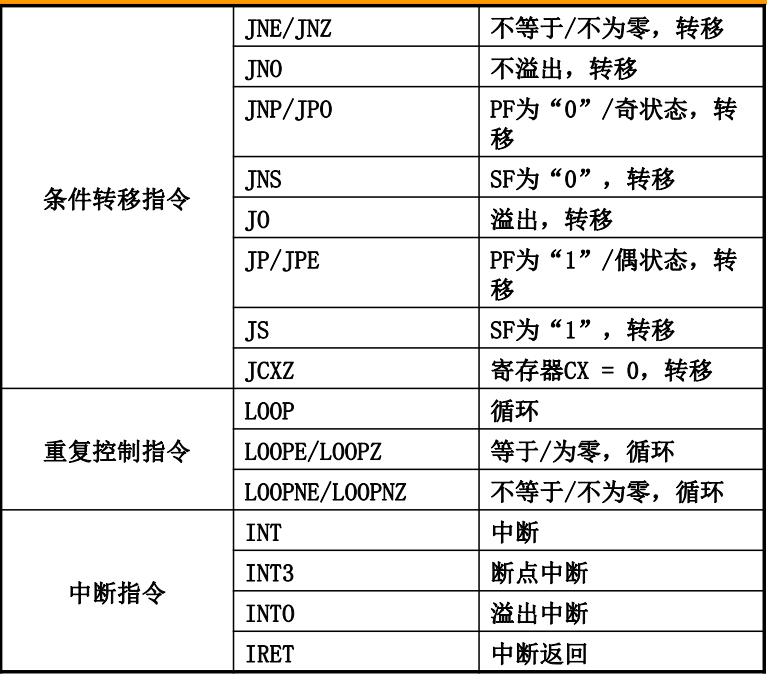 JNE/JNZ 不等于/不为零，转移
JNO 不溢出，转移
JNP/JPO PF为“0”/奇状态，转
移
条件转移指令 JNS SF为“0”，转移
JO 溢出，转移
JP/JPE PF为“1”/偶状态，转
移
JS SF为“1”，转移
JCXZ 寄存器CX = 0，转移
LOOP 循环
重复控制指令 LOOPE/LOOPZ 等于/为零，循环
LOOPNE/LOOPNZ 不等于/不为零，循环
INT 中断
INT3 断点中断
中断指令
INTO 溢出中断
IRET 中断返回